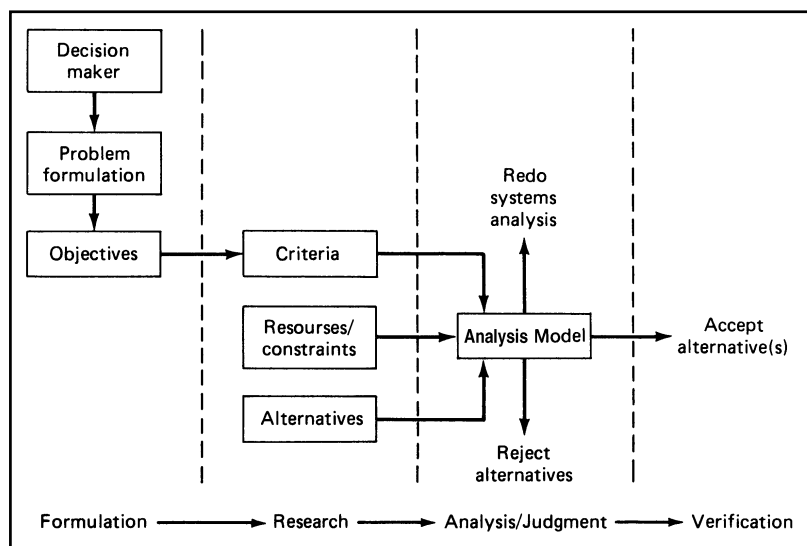 Decision
maker
Problem
formulation
Objectives
Criteria
Resourses/
constraints
Alternatives
Redo
systems
analysis
Analysis Model
Reject
alternatives
Accept
alternative(s)
Formulation
Research
Analysis/Judgment
Verification